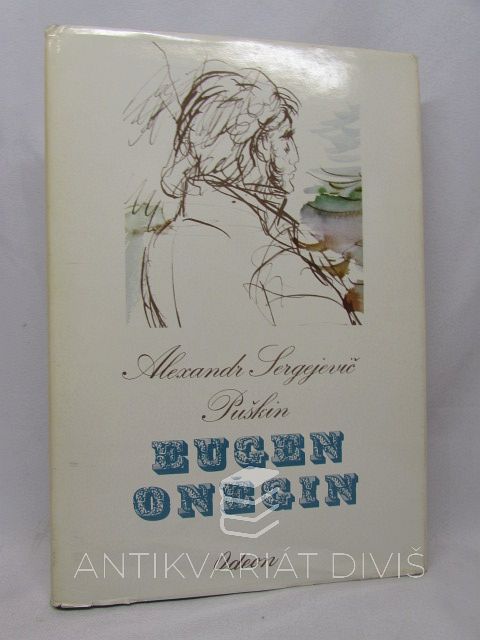 Alexandr Sergejevič
Puškin
EUGEN
ONĚGIN
Odeon
ANTIKVARIÁT DIVIŠ